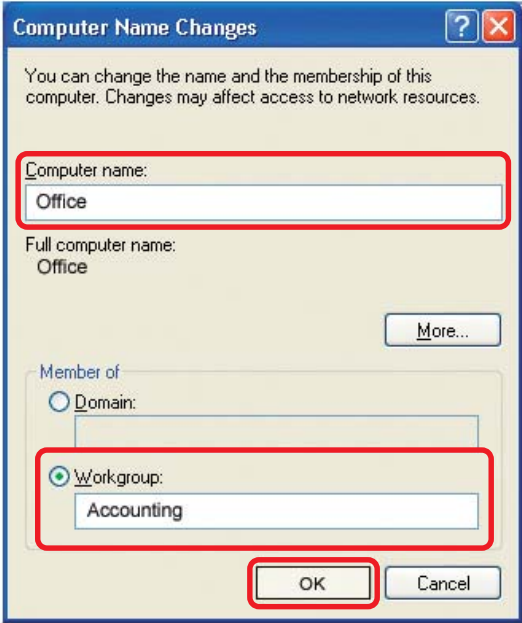 Computer Name Changes
You can change the name and the membership of this
computer. Changes may affect access to network resources.
Computer name:
Office
Full computer name:
Office
More...
Member of
Domain:
Workgroup:
Accounting
OK Cancel